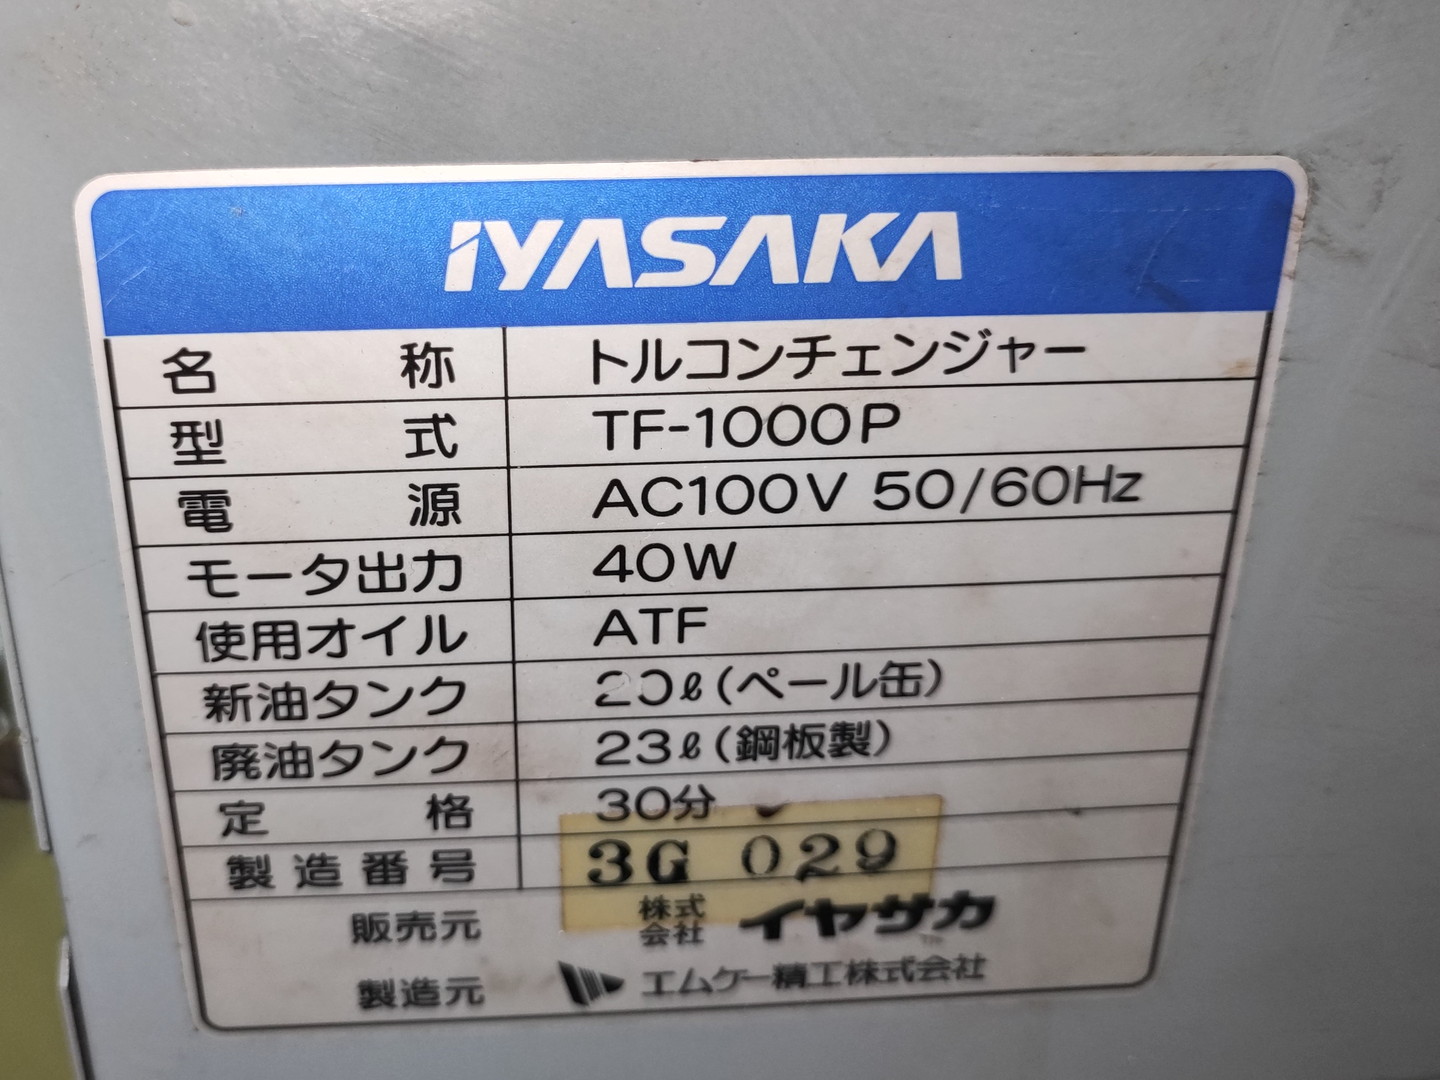 IYASAKA
名称 トルコンチェンジャー
型式 TF-1000P
電源 AC100V 50/60Hz
モータ出力 40W
使用オイル ATF
新油タンク 20ℓ(ペール缶)
廃油タンク 23ℓ(鋼板製)
定格 30分
製造番号 3G 029
販売元 株式会社 イヤサカ
製造元 エムケー精工株式会社